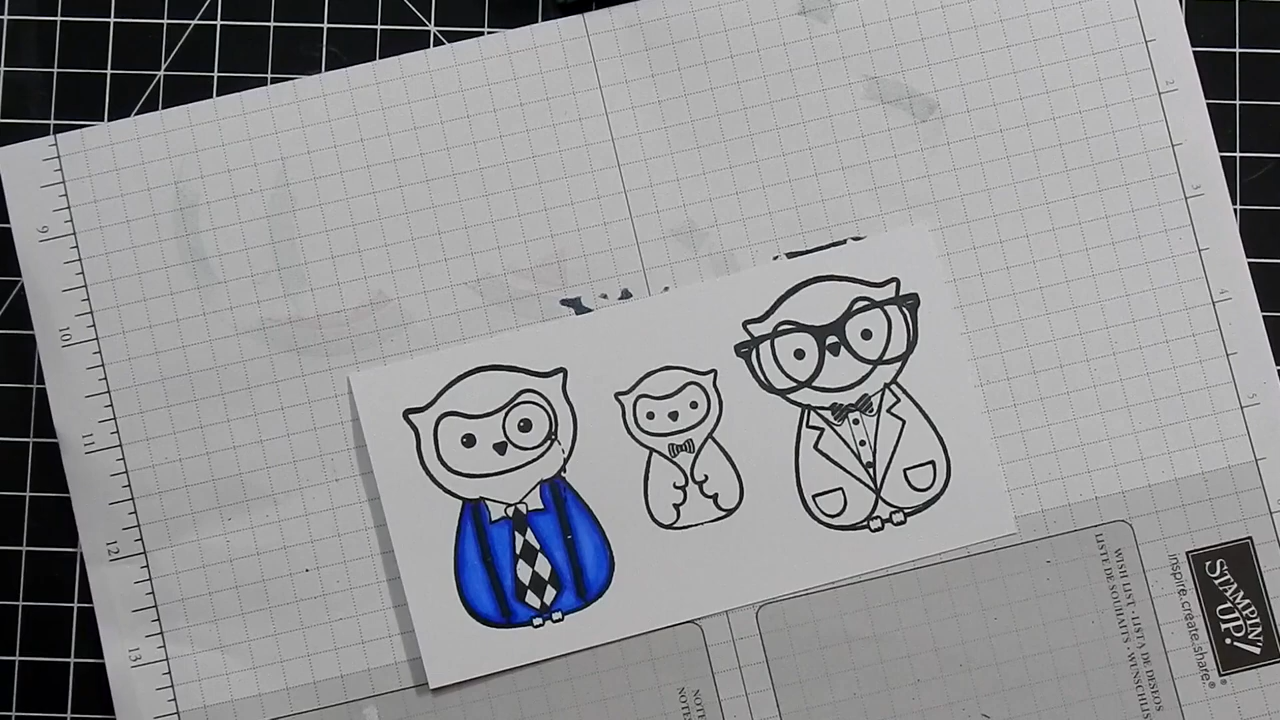 2
3
4
5
9
10
11
12
13
WISH LIST • LISTA DE DESEOS
LISTE DE SOUHAITS • WUNSCHLIS
STAMPIN'
UP!®
inspire.create.share.®